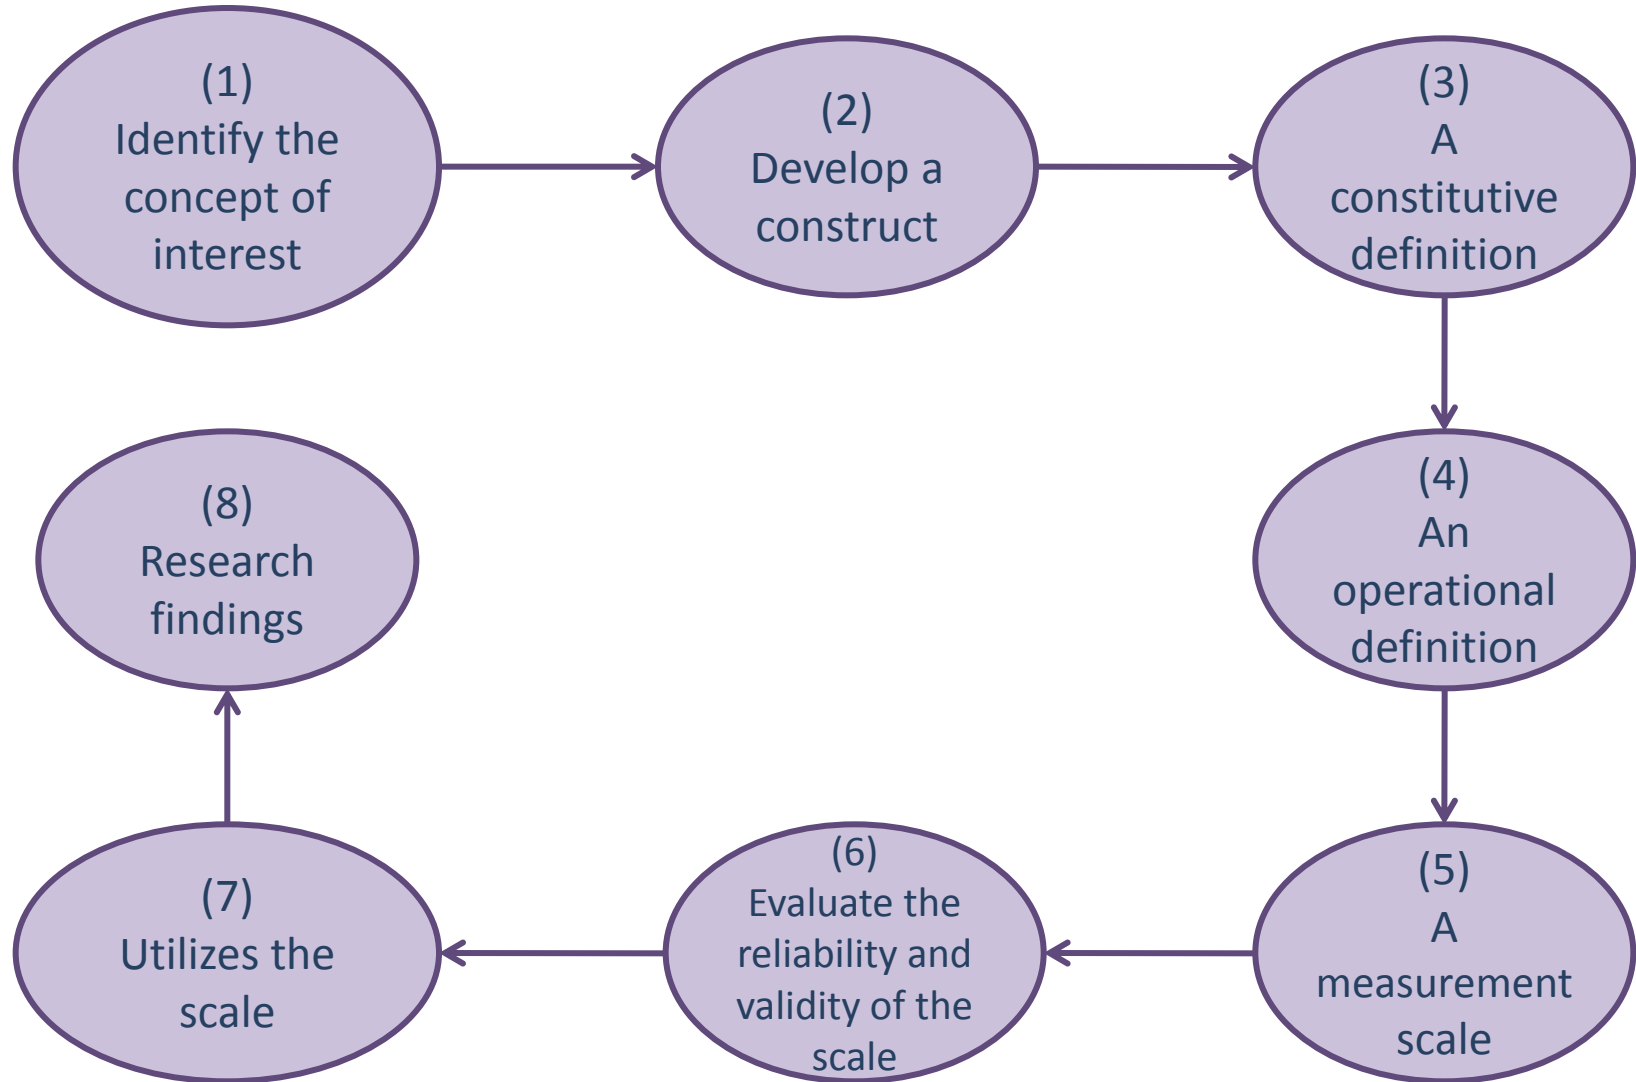 (1)
Identify the
concept of
interest
(2)
Develop a
construct
(3)
A
constitutive
definition
(4)
An
operational
definition
(5)
A
measurement
scale
(6)
Evaluate the
reliability and
validity of the
scale
(7)
Utilizes the
scale
(8)
Research
findings